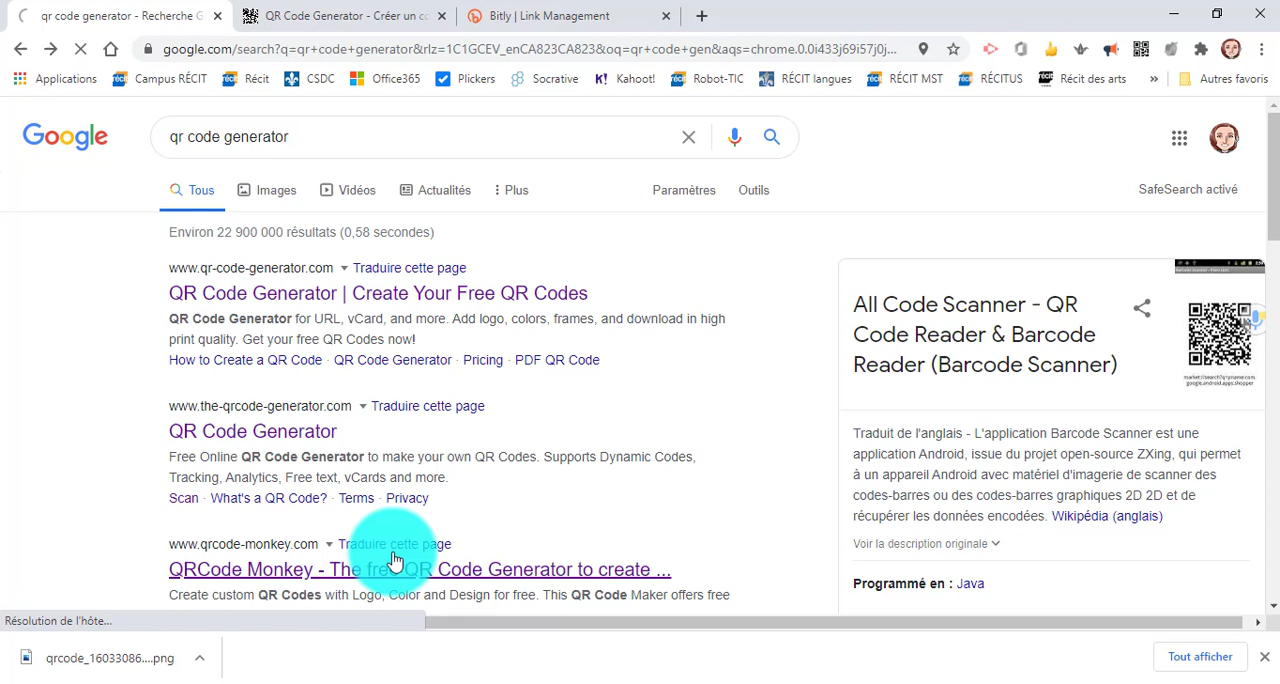 qr code generator - Recherche G
QR Code Generator - Créer un co
Bitly | Link Management
google.com/search?q=qr+code+generator&rlz=1C1GCEV_enCA823CA823&oq=qr+code+gen&aqs=chrome.0.0i433j69i57j0j...
Applications
Campus RÉCIT
Récit
CSDC
Office365
Plickers
Socrative
K! Kahoot!
Robot-TIC
RÉCIT langues
RÉCIT MST
RÉCITUS
Récit des arts
»
Autres favoris
Google
qr code generator
Tous
Images
Vidéos
Actualités
Plus
Paramètres
Outils
SafeSearch activé
Environ 22 900 000 résultats (0,58 secondes)
www.qr-code-generator.com Traduire cette page
QR Code Generator | Create Your Free QR Codes
QR Code Generator for URL, vCard, and more. Add logo, colors, frames, and download in high
print quality. Get your free QR Codes now!
How to Create a QR Code · QR Code Generator · Pricing · PDF QR Code
www.the-qrcode-generator.com Traduire cette page
QR Code Generator
Free Online QR Code Generator to make your own QR Codes. Supports Dynamic Codes,
Tracking, Analytics, Free text, vCards and more.
Scan · What's a QR Code? · Terms · Privacy
www.qrcode-monkey.com Traduire cette page
QRCode Monkey - The free QR Code Generator to create ...
Create custom QR Codes with Logo, Color and Design for free. This QR Code Maker offers free
All Code Scanner - QR
Code Reader & Barcode
Reader (Barcode Scanner)
Traduit de l'anglais - L'application Barcode Scanner est une
application Android, issue du projet open-source ZXing, qui permet
à un appareil Android avec matériel d'imagerie de scanner des
codes-barres ou des codes-barres graphiques 2D 2D et de
récupérer les données encodées. Wikipédia (anglais)
Voir la description originale
Programmé en : Java
Résolution de l'hôte...
qrcode_16033086....png
Tout afficher